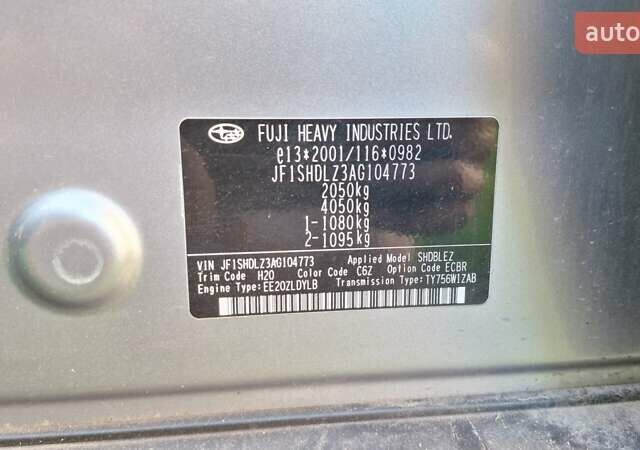 auto
FUJI HEAVY INDUSTRIES LTD.
e13*2001/116*0982
JF1SHDLZ3AG104773
2050kg
4050kg
1-1080kg
2-1095kg
VIN JF1SHDLZ3AG104773 Applied Model SHDBLEZ
Trim Code H20 Color Code C6Z Option Code ECBR
Engine Type:EE20ZLDYLB Transmission Type:TY756W1ZAB